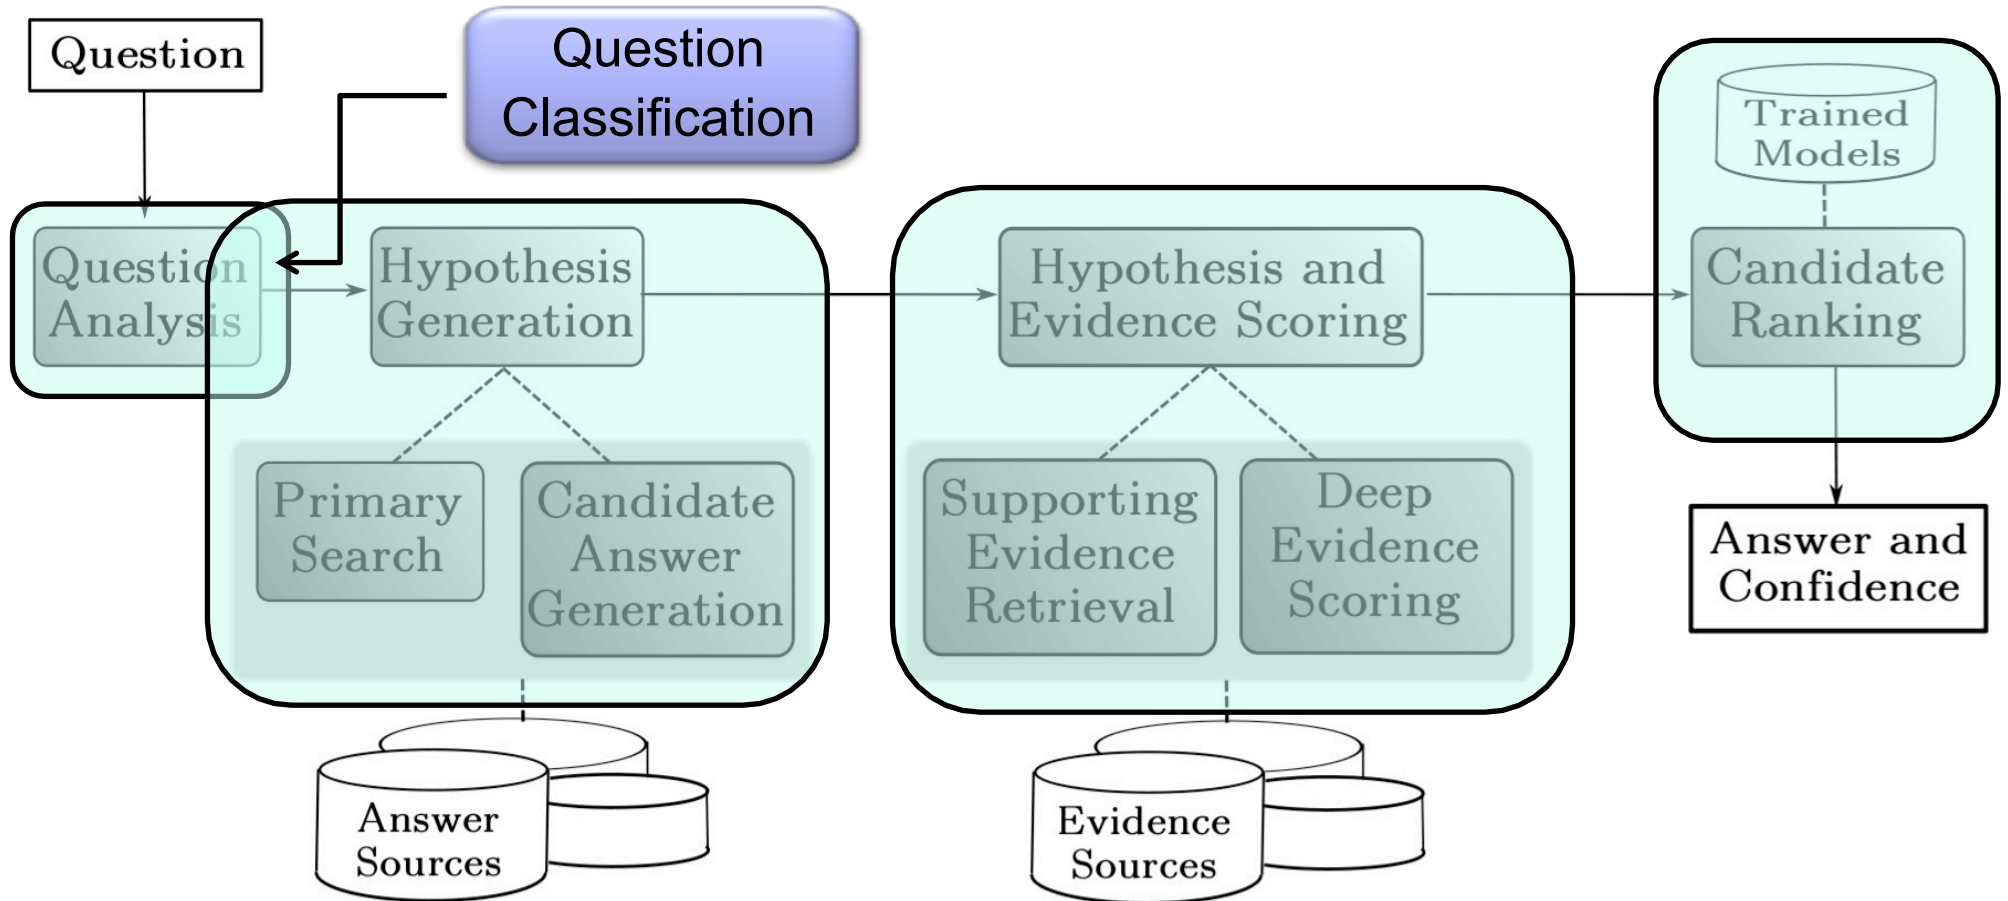 Question
Question
Classification
Trained
Models
Question
Analysis
Hypothesis
Generation
Hypothesis and
Evidence Scoring
Candidate
Ranking
Primary
Search
Candidate
Answer
Generation
Supporting
Evidence
Retrieval
Deep
Evidence
Scoring
Answer and
Confidence
Answer
Sources
Evidence
Sources